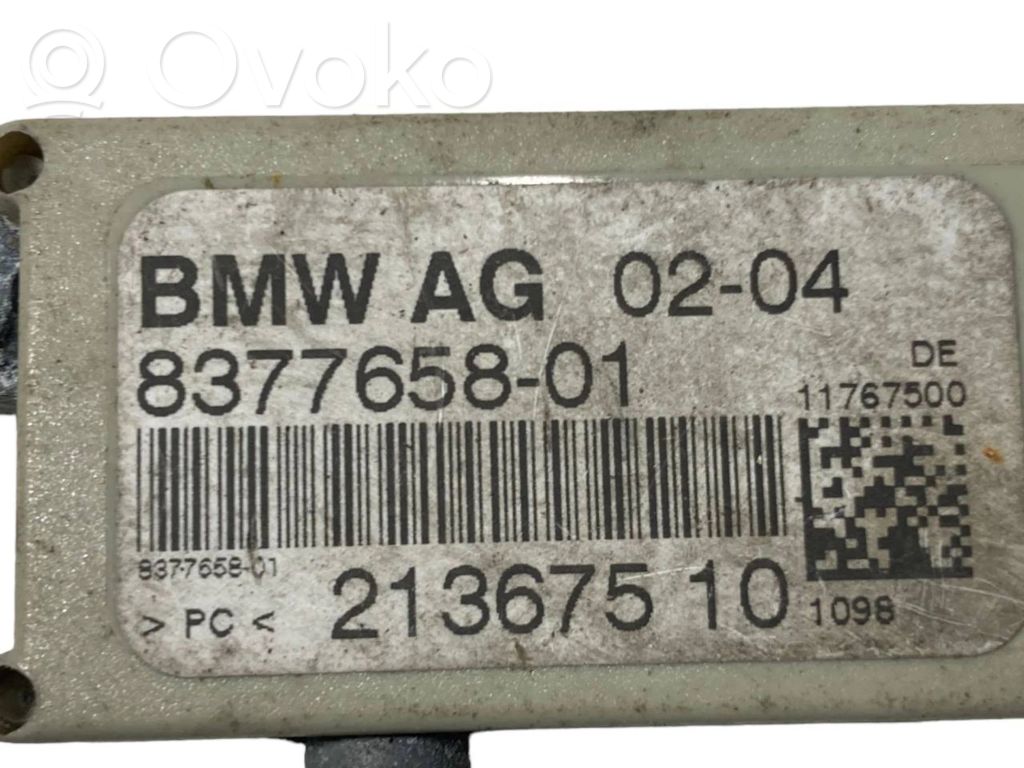 Ovoko
BMW AG 02-04
8377658-01
DE
11767500
8377658-01
> PC < 213675 10
1098